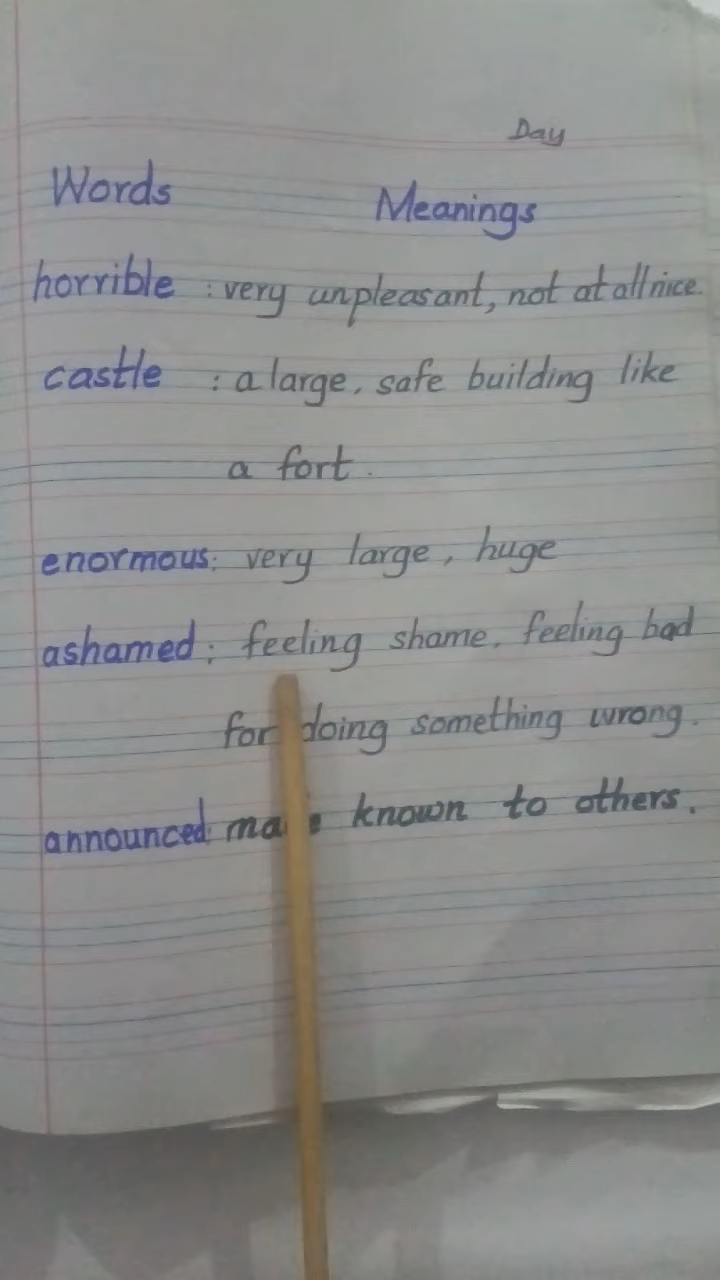 Day
Words Meanings
horrible : very unpleasant, not at all nice.
castle : a large, safe building like
a fort.
enormous: very large, huge
ashamed: feeling shame, feeling bad
for doing something wrong.
announced: known to others.